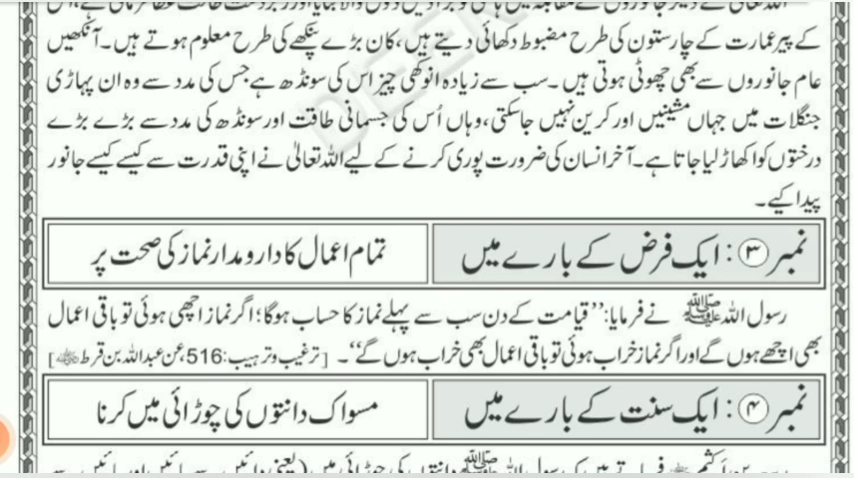 کے پیر عمارت کے چار ستون کی طرح مضبوط دکھائی دیتے ہیں، کان بڑے پنکھے کی طرح معلوم ہوتے ہیں۔ آنکھیں
عام جانوروں سے بھی چھوٹی ہوتی ہیں۔ سب سے زیادہ انوکھی چیز اس کی سونڈھ ہے جس کی مدد سے وہ ان پہاڑی
جنگلات میں جہاں مشینیں اور کرین نہیں جاسکتی، وہاں اُس کی جسمانی طاقت اور سونڈھ کی مدد سے بڑے بڑے
درختوں کو اکھاڑ لیا جاتا ہے۔ آخر انسان کی ضرورت پوری کرنے کے لیے اللہ تعالیٰ نے اپنی قدرت سے کیسے کیسے جانور
پیدا کیے۔
نمبر ۳: ایک فرض کے بارے میں
تمام اعمال کا دارومدار نماز کی صحت پر
رسول اللہ ﷺ نے فرمایا: ’’قیامت کے دن سب سے پہلے نماز کا حساب ہوگا؛ اگر نماز اچھی ہوئی تو باقی اعمال
بھی اچھے ہوں گے اور اگر نماز خراب ہوئی تو باقی اعمال بھی خراب ہوں گے‘‘۔ [ترغیب وترہیب: 516، عن عبداللہ بن قرط ؓ]
نمبر ۴: ایک سنت کے بارے میں
مسواک دانتوں کی چوڑائی میں کرنا